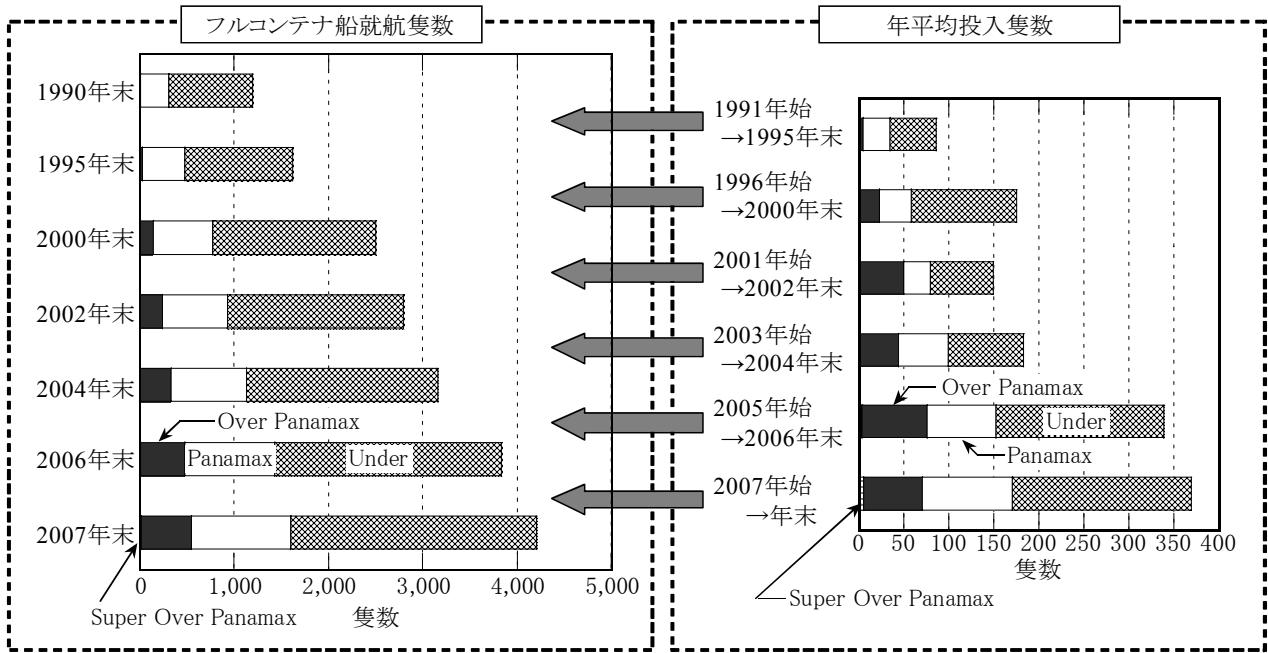 フルコンテナ船就航隻数
1990年末
1995年末
2000年末
2002年末
2004年末
Over Panamax
2006年末
Panamax
Under
2007年末
0
1,000
2,000
3,000
4,000
5,000
Super Over Panamax
隻数
年平均投入隻数
1991年始
→1995年末
1996年始
→2000年末
2001年始
→2002年末
2003年始
→2004年末
Over Panamax
2005年始
→2006年末
Under
Panamax
2007年始
→年末
0
50
100
150
200
250
300
350
400
隻数
Super Over Panamax